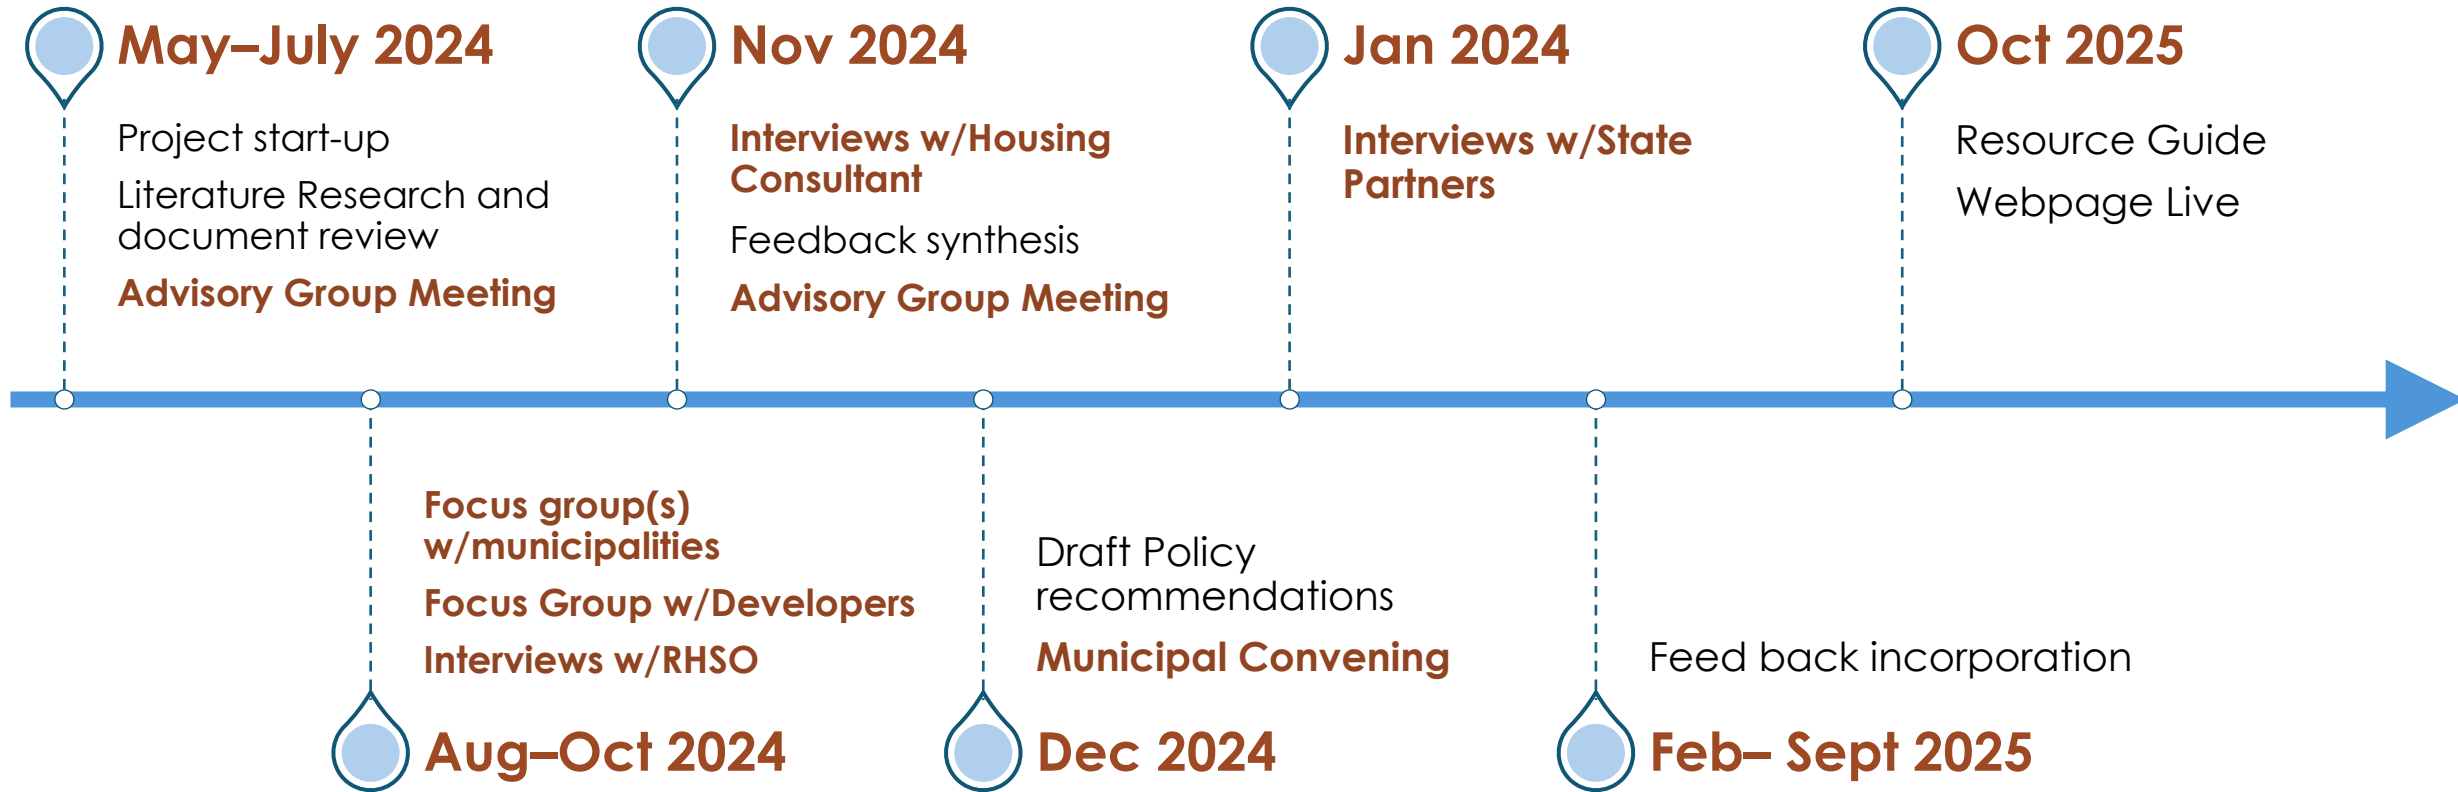 May–July 2024
Project start-up
Literature Research and
document review
Advisory Group Meeting
Aug–Oct 2024
Focus group(s)
w/municipalities
Focus Group w/Developers
Interviews w/RHSO
Nov 2024
Interviews w/Housing
Consultant
Feedback synthesis
Advisory Group Meeting
Dec 2024
Draft Policy
recommendations
Municipal Convening
Jan 2024
Interviews w/State
Partners
Feb– Sept 2025
Feed back incorporation
Oct 2025
Resource Guide
Webpage Live